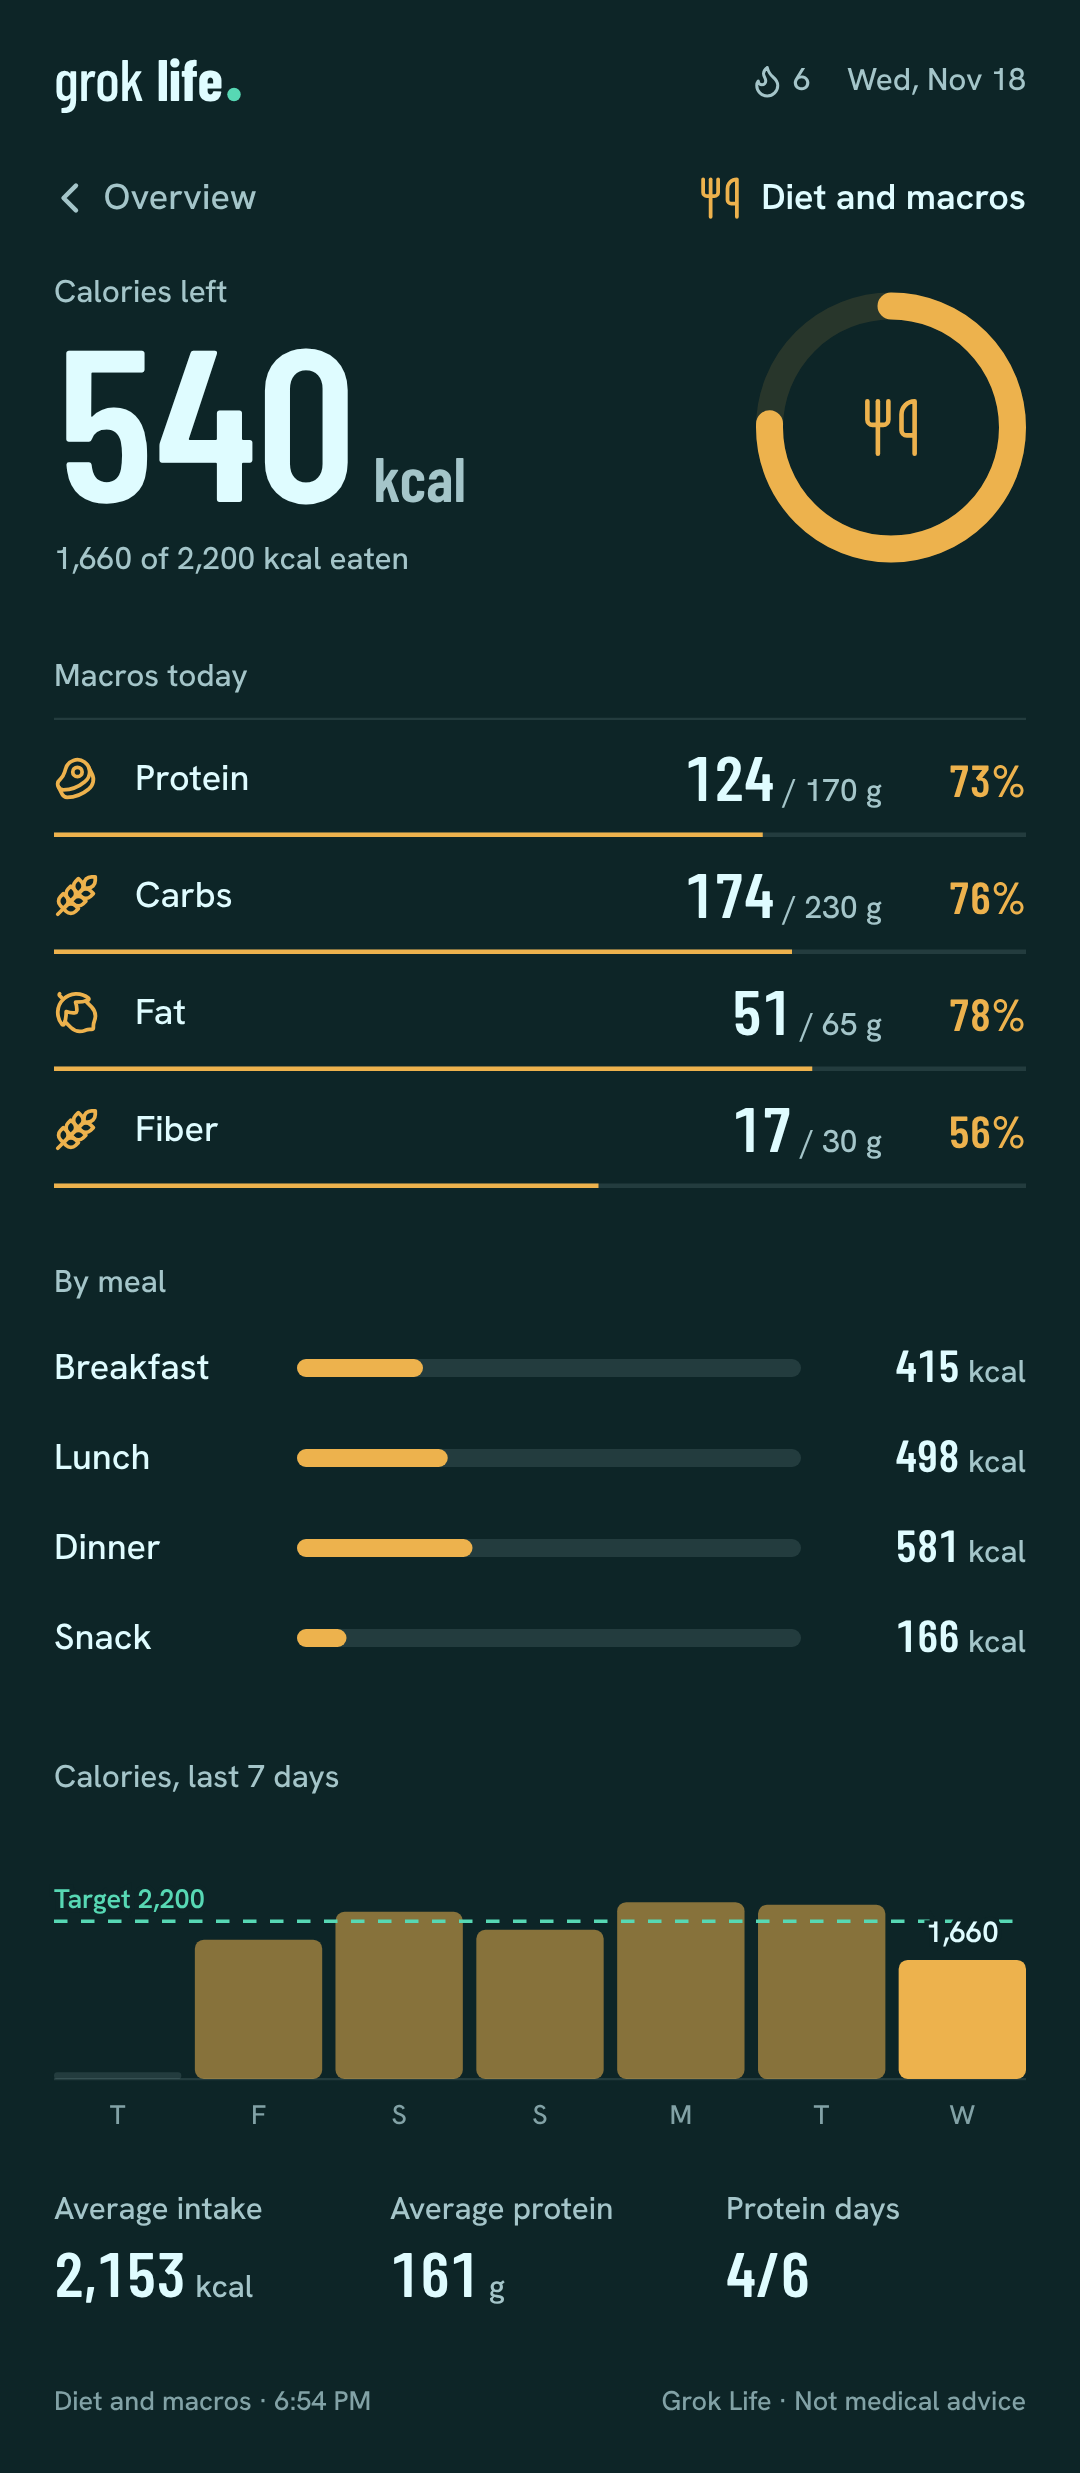 grok life.
6 Wed, Nov 18
Overview
Diet and macros
Calories left
540 kcal
1,660 of 2,200 kcal eaten
Macros today
Protein 124 / 170 g 73%
Carbs 174 / 230 g 76%
Fat 51 / 65 g 78%
Fiber 17 / 30 g 56%
By meal
Breakfast 415 kcal
Lunch 498 kcal
Dinner 581 kcal
Snack 166 kcal
Calories, last 7 days
Target 2,200
1,660
T F S S M T W
Average intake Average protein Protein days
2,153 kcal 161 g 4/6
Diet and macros · 6:54 PM
Grok Life · Not medical advice